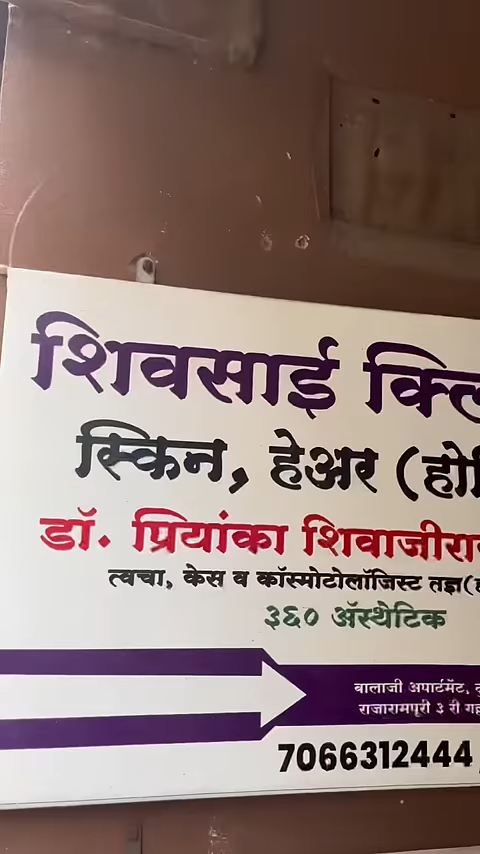 शिवसाई
स्किन, हेअर
डॉ. प्रियांका
त्वचा, केस व कॉस्मोटोलॉजिस्ट तज्ञ
३६० ॲस्थेटिक
बालाजी अपार्टमेंट,
राजारामपूरी ३ री
7066312444